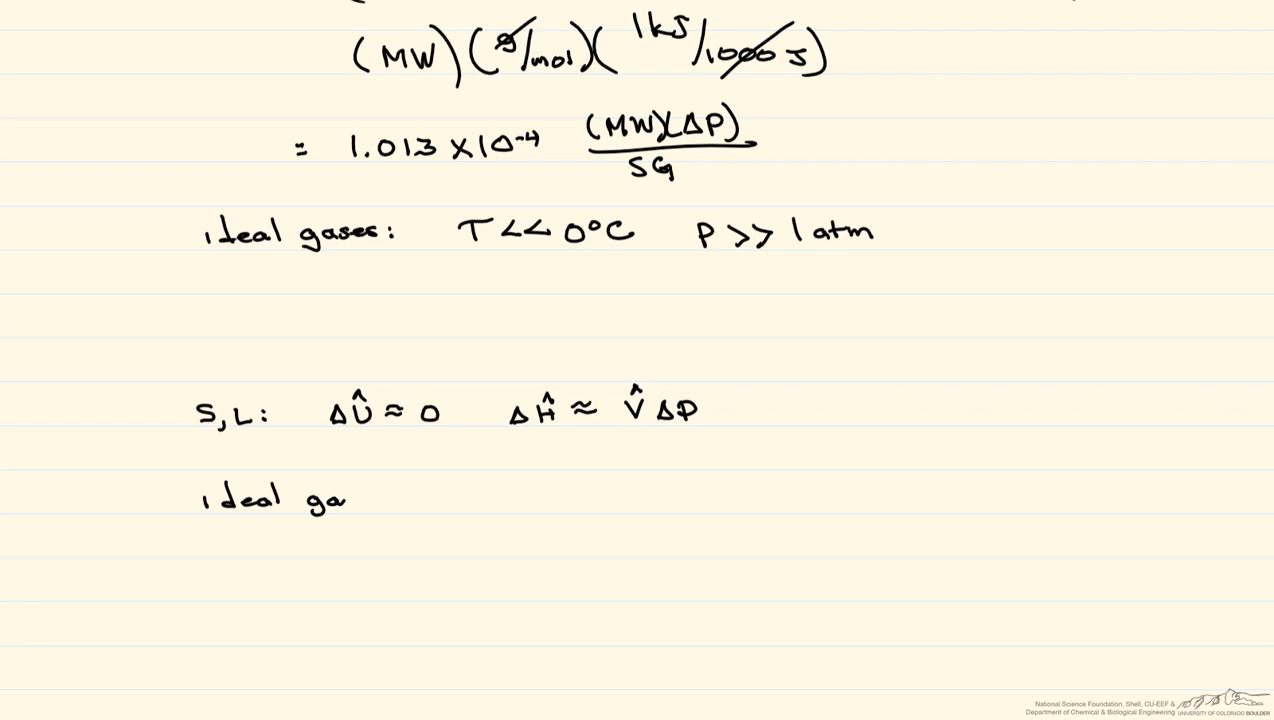 (MW)(g/mol)(1kJ/1000 J)
= 1.013 x10⁻⁴ (MW)(ΔP)/SG
ideal gases: T << 0°C P >> 1 atm
S,L: ΔÛ ≈ 0 ΔĤ ≈ V̂ ΔP
ideal ga
National Science Foundation, Shell, CU-EEF &
Department of Chemical & Biological Engineering UNIVERSITY OF COLORADO BOULDER